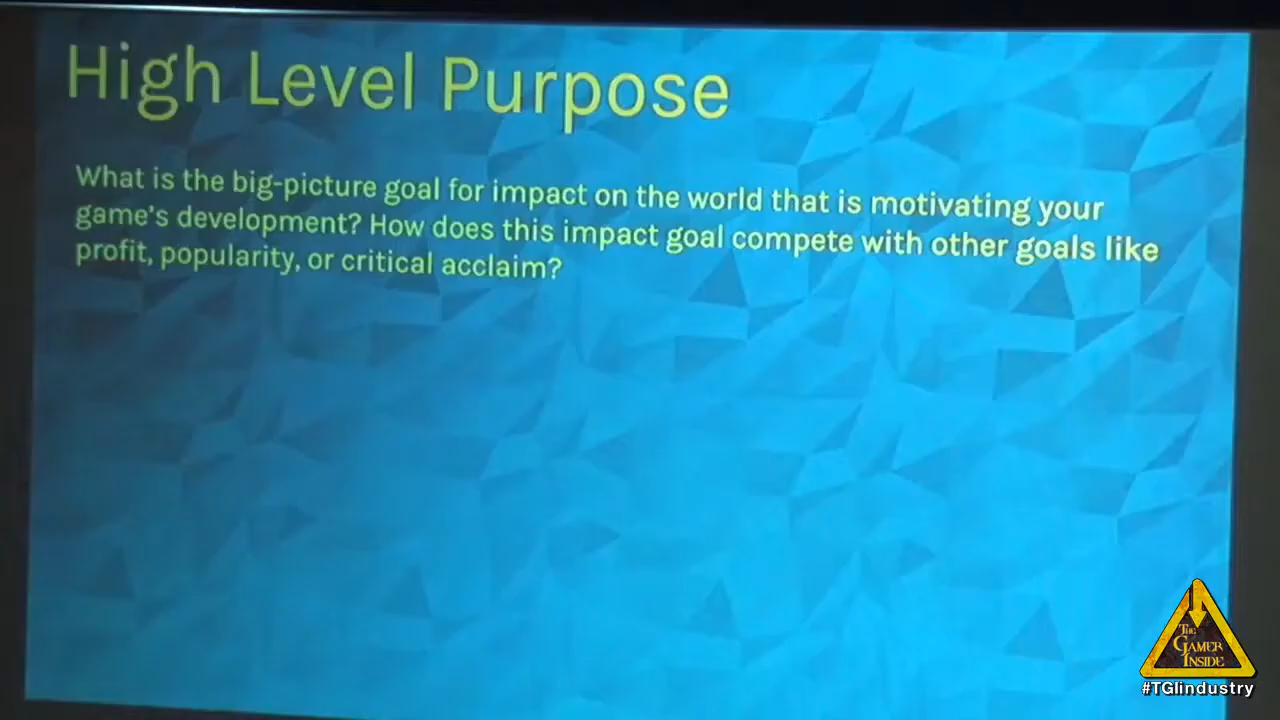 High Level Purpose
What is the big-picture goal for impact on the world that is motivating your
game's development? How does this impact goal compete with other goals like
profit, popularity, or critical acclaim?
THE
GAMER
INSIDE
#TGIindustry